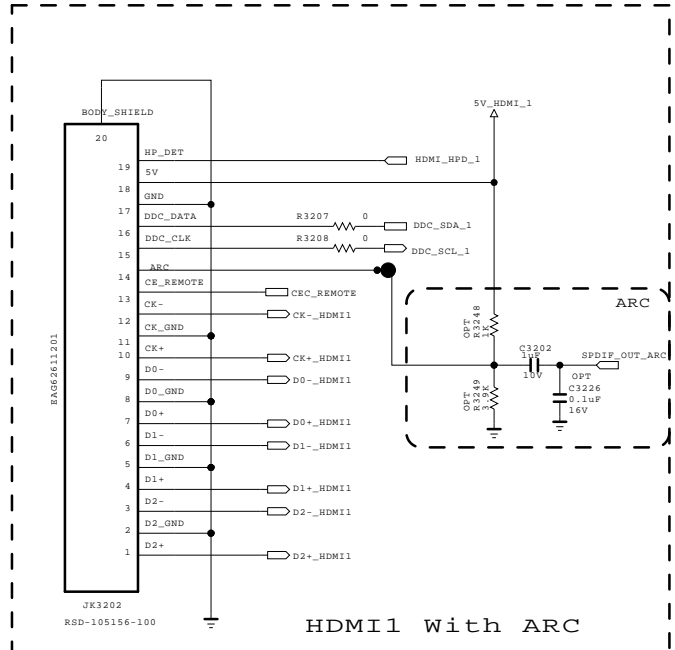 5V_HDMI_1
BODY_SHIELD
20
HP_DET
19
HDMI_HPD_1
5V
18
GND
17
DDC_DATA
16
R3207
0
DDC_SDA_1
DDC_CLK
15
R3208
0
DDC_SCL_1
ARC
14
CE_REMOTE
13
CEC_REMOTE
ARC
CK-
12
CK-_HDMI1
CK_GND
11
CK+
10
CK+_HDMI1
D0-
9
D0-_HDMI1
D0_GND
8
D0+
7
D0+_HDMI1
D1-
6
D1-_HDMI1
D1_GND
5
D1+
4
D1+_HDMI1
D2-
3
D2-_HDMI1
D2_GND
2
D2+
1
D2+_HDMI1
OPT
R3248
1K
C3202
1uF
10V
SPDIF_OUT_ARC
OPT
R3249
3.9K
OPT
C3226
0.1uF
16V
EAG62611201
JK3202
RSD-105156-100
HDMI1 With ARC